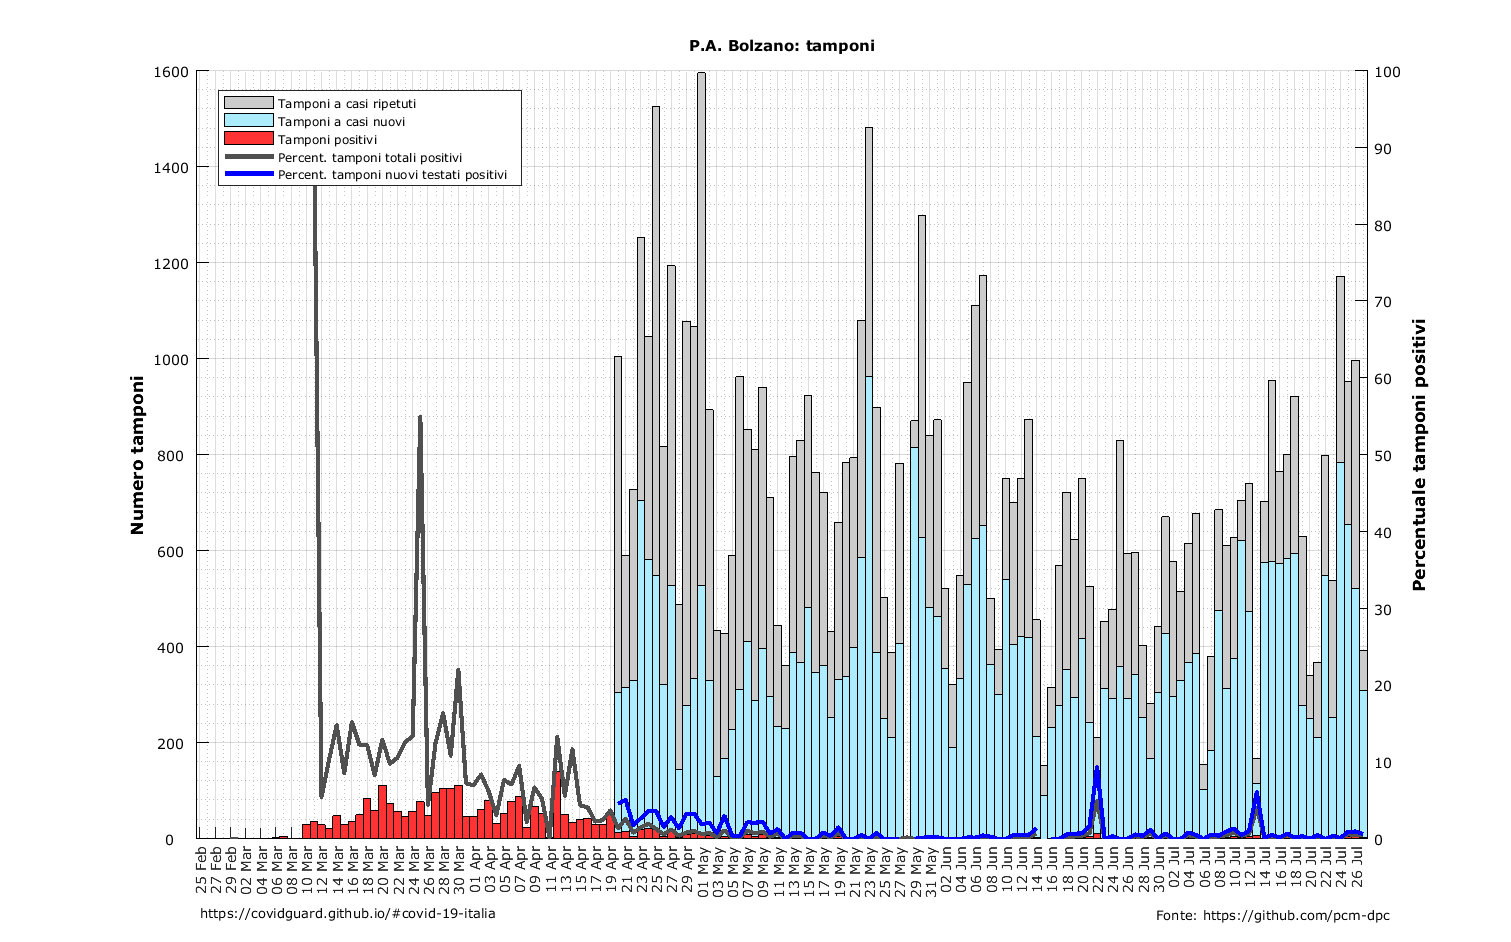 P.A. Bolzano: tamponi
Tamponi a casi ripetuti
Tamponi a casi nuovi
Tamponi positivi
Percent. tamponi totali positivi
Percent. tamponi nuovi testati positivi
Numero tamponi
1600
1400
1200
1000
800
600
400
200
0
Percentuale tamponi positivi
100
90
80
70
60
50
40
30
20
10
0
25 Feb
27 Feb
29 Feb
02 Mar
04 Mar
06 Mar
08 Mar
10 Mar
12 Mar
14 Mar
16 Mar
18 Mar
20 Mar
22 Mar
24 Mar
26 Mar
28 Mar
30 Mar
01 Apr
03 Apr
05 Apr
07 Apr
09 Apr
11 Apr
13 Apr
15 Apr
17 Apr
19 Apr
21 Apr
23 Apr
25 Apr
27 Apr
29 Apr
01 May
03 May
05 May
07 May
09 May
11 May
13 May
15 May
17 May
19 May
21 May
23 May
25 May
27 May
29 May
31 May
02 Jun
04 Jun
06 Jun
08 Jun
10 Jun
12 Jun
14 Jun
16 Jun
18 Jun
20 Jun
22 Jun
24 Jun
26 Jun
28 Jun
30 Jun
02 Jul
04 Jul
06 Jul
08 Jul
10 Jul
12 Jul
14 Jul
16 Jul
18 Jul
20 Jul
22 Jul
24 Jul
26 Jul
https://covidguard.github.io/#covid-19-italia
Fonte: https://github.com/pcm-dpc